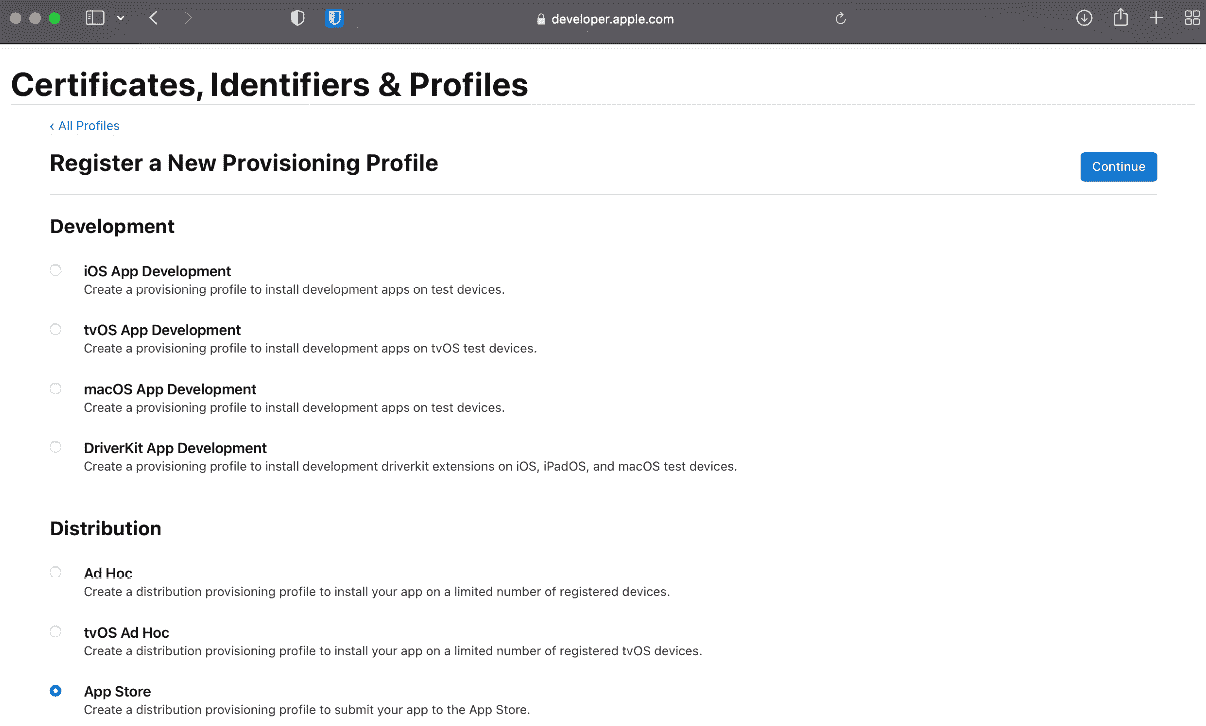 developer.apple.com
Certificates, Identifiers & Profiles
‹ All Profiles
Register a New Provisioning Profile
Continue
Development
iOS App Development
Create a provisioning profile to install development apps on test devices.
tvOS App Development
Create a provisioning profile to install development apps on tvOS test devices.
macOS App Development
Create a provisioning profile to install development apps on test devices.
DriverKit App Development
Create a provisioning profile to install development driverkit extensions on iOS, iPadOS, and macOS test devices.
Distribution
Ad Hoc
Create a distribution provisioning profile to install your app on a limited number of registered devices.
tvOS Ad Hoc
Create a distribution provisioning profile to install your app on a limited number of registered tvOS devices.
App Store
Create a distribution provisioning profile to submit your app to the App Store.